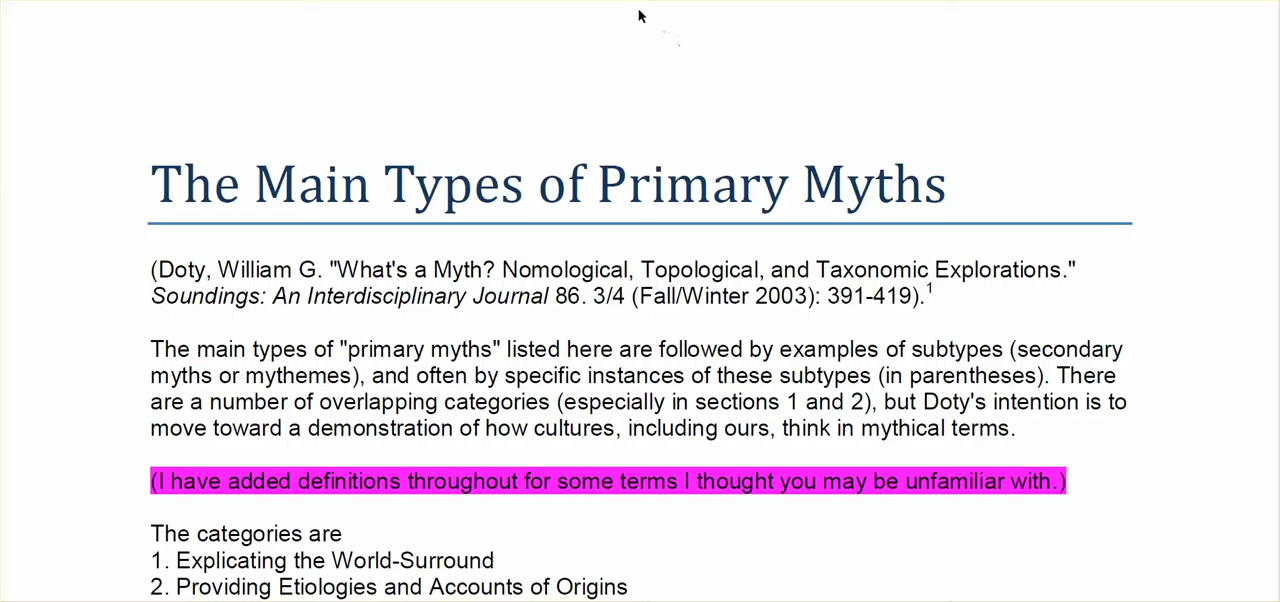 The Main Types of Primary Myths
(Doty, William G. "What's a Myth? Nomological, Topological, and Taxonomic Explorations."
Soundings: An Interdisciplinary Journal 86. 3/4 (Fall/Winter 2003): 391-419).1
The main types of "primary myths" listed here are followed by examples of subtypes (secondary
myths or mythemes), and often by specific instances of these subtypes (in parentheses). There
are a number of overlapping categories (especially in sections 1 and 2), but Doty's intention is to
move toward a demonstration of how cultures, including ours, think in mythical terms.
(I have added definitions throughout for some terms I thought you may be unfamiliar with.)
The categories are
1. Explicating the World-Surround
2. Providing Etiologies and Accounts of Origins